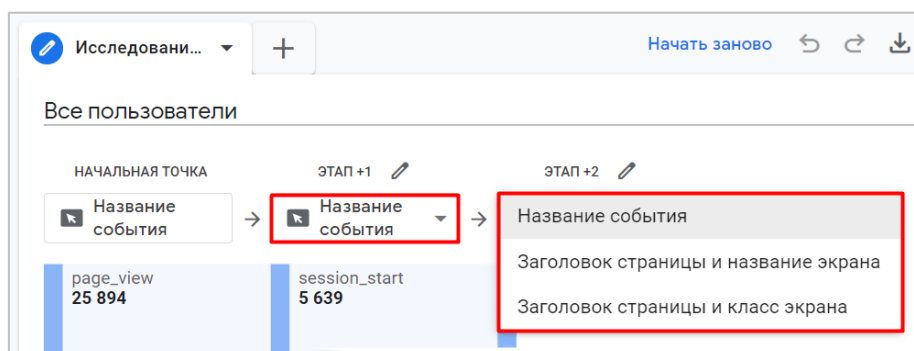 Исследовани...
Начать заново
Все пользователи
НАЧАЛЬНАЯ ТОЧКА
ЭТАП +1
ЭТАП +2
Название
события
Название
события
Название события
Заголовок страницы и название экрана
Заголовок страницы и класс экрана
page_view
25 894
session_start
5 639